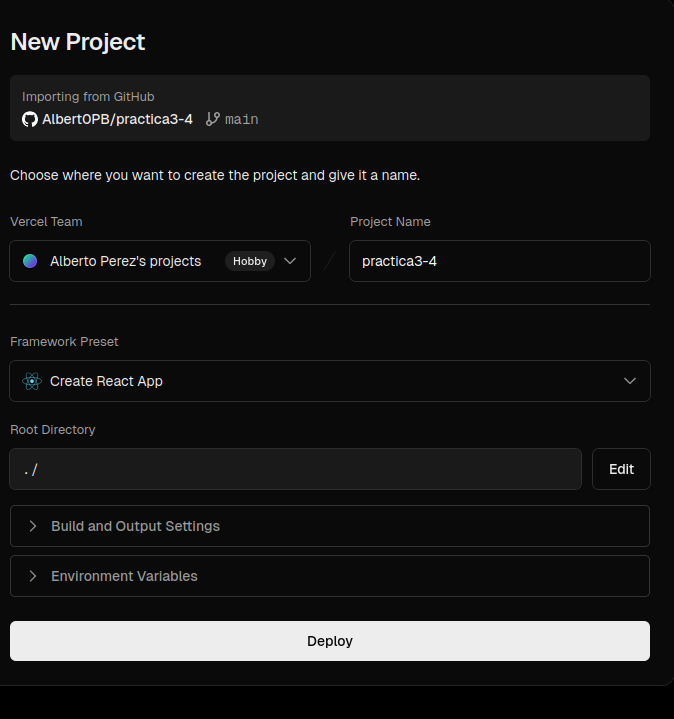 New Project
Importing from GitHub
Albert0PB/practica3-4 main
Choose where you want to create the project and give it a name.
Vercel Team
Project Name
Alberto Perez's projects Hobby
/
practica3-4
Framework Preset
Create React App
Root Directory
./
Edit
Build and Output Settings
Environment Variables
Deploy